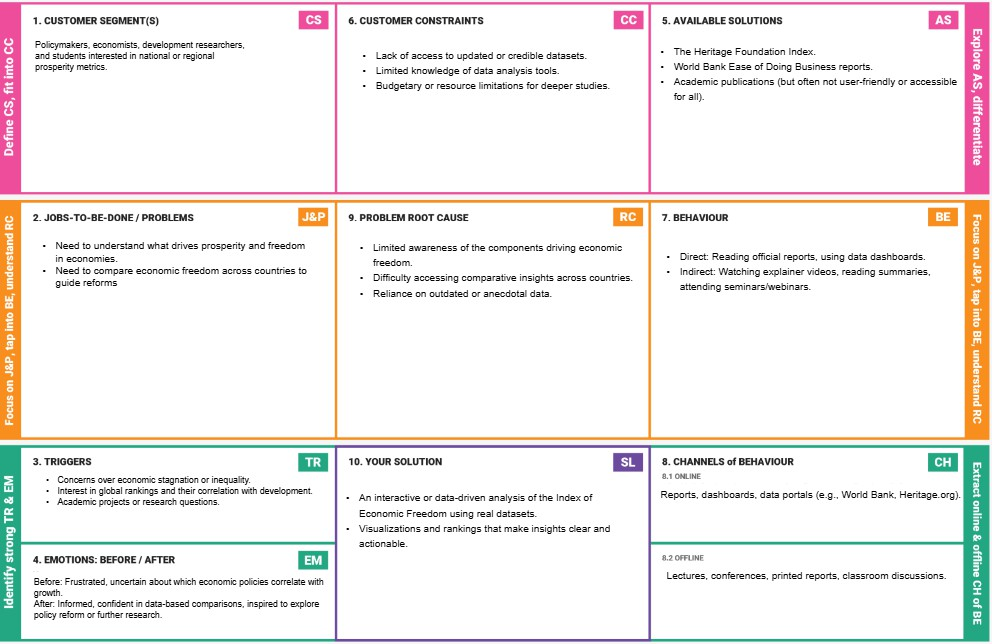 Define CS, fit into CC
1. CUSTOMER SEGMENT(S)
CS
Policymakers, economists, development researchers,
and students interested in national or regional
prosperity metrics.
6. CUSTOMER CONSTRAINTS
CC
• Lack of access to updated or credible datasets.
• Limited knowledge of data analysis tools.
• Budgetary or resource limitations for deeper studies.
5. AVAILABLE SOLUTIONS
AS
• The Heritage Foundation Index.
• World Bank Ease of Doing Business reports.
• Academic publications (but often not user-friendly or accessible
for all).
Explore AS, differentiate
Focus on J&P, tap into BE, understand RC
2. JOBS-TO-BE-DONE / PROBLEMS
J&P
• Need to understand what drives prosperity and freedom
in economies.
• Need to compare economic freedom across countries to
guide reforms
9. PROBLEM ROOT CAUSE
RC
• Limited awareness of the components driving economic
freedom.
• Difficulty accessing comparative insights across countries.
• Reliance on outdated or anecdotal data.
7. BEHAVIOUR
BE
• Direct: Reading official reports, using data dashboards.
• Indirect: Watching explainer videos, reading summaries,
attending seminars/webinars.
Focus on J&P, tap into BE, understand RC
Identify strong TR & EM
3. TRIGGERS
TR
• Concerns over economic stagnation or inequality.
• Interest in global rankings and their correlation with development.
• Academic projects or research questions.
4. EMOTIONS: BEFORE / AFTER
EM
Before: Frustrated, uncertain about which economic policies correlate with
growth.
After: Informed, confident in data-based comparisons, inspired to explore
policy reform or further research.
10. YOUR SOLUTION
SL
• An interactive or data-driven analysis of the Index of
Economic Freedom using real datasets.
• Visualizations and rankings that make insights clear and
actionable.
8. CHANNELS of BEHAVIOUR
CH
8.1 ONLINE
Reports, dashboards, data portals (e.g., World Bank, Heritage.org).
8.2 OFFLINE
Lectures, conferences, printed reports, classroom discussions.
Extract online & offline CH of BE